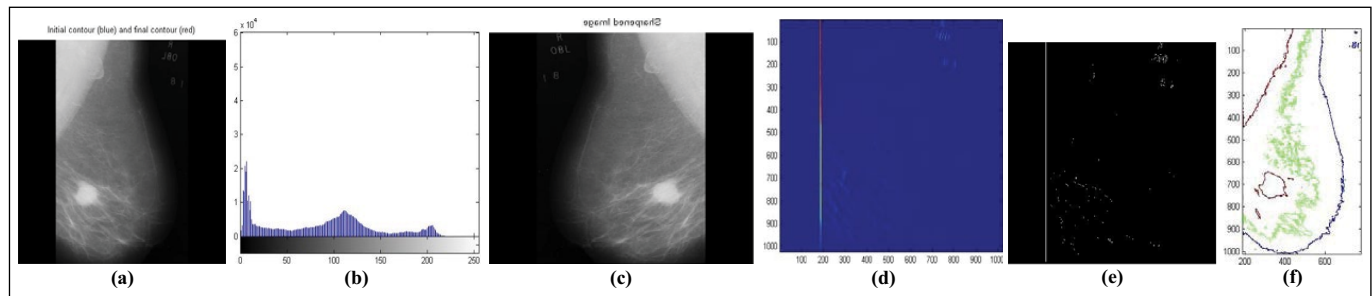 Initial contour (blue) and final contour (red)
R
(a)
x 10^4
6
5
4
3
2
1
0
0 50 100 150 200 250
(b)
Sharpened Image
R
(c)
100
200
300
400
500
600
700
800
900
1000
100 200 300 400 500 600 700 800 900 1000
(d)
(e)
100
200
300
400
500
600
700
800
900
1000
200 400 600
(f)